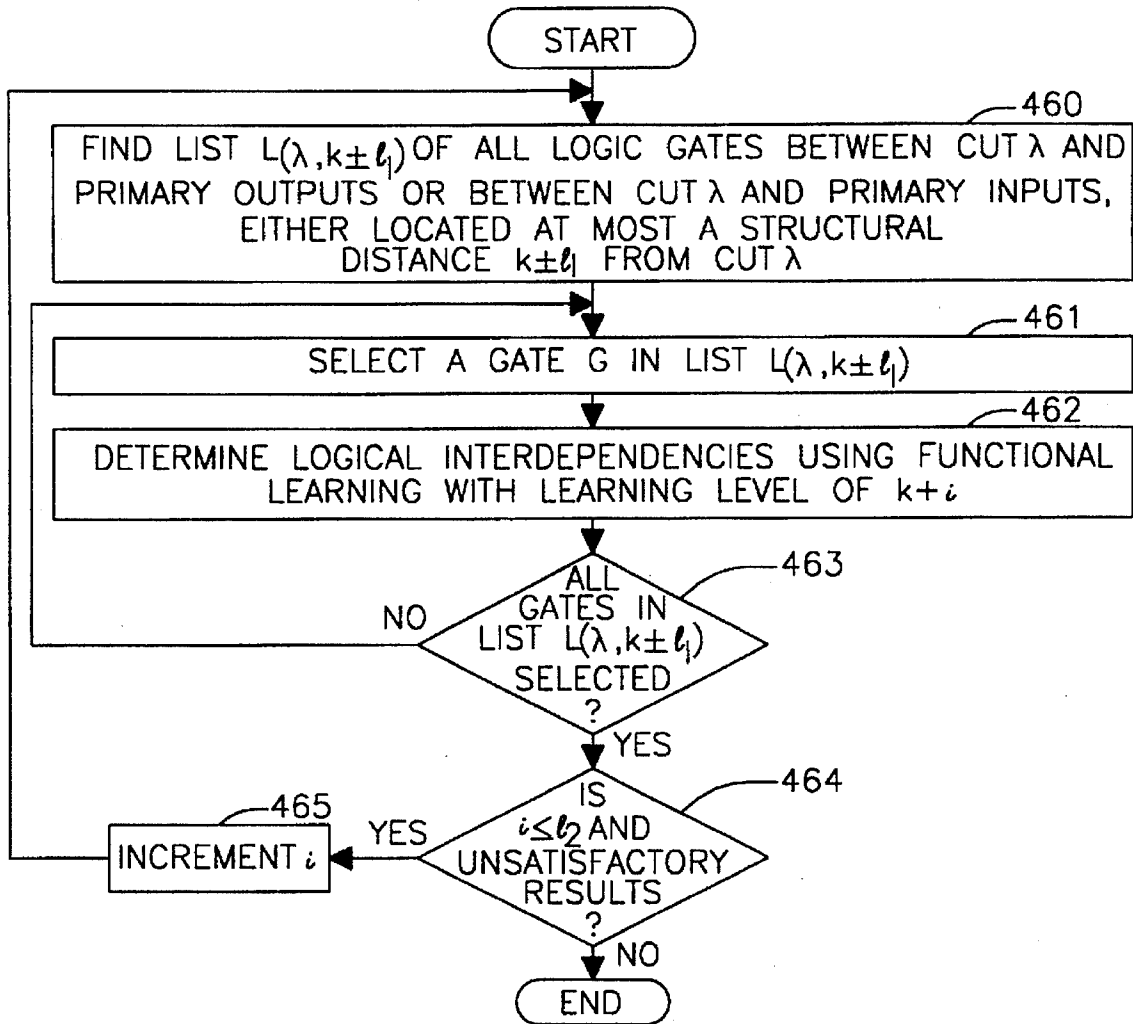 START
460
FIND LIST L(λ,k±ℓ₁) OF ALL LOGIC GATES BETWEEN CUT λ AND
PRIMARY OUTPUTS OR BETWEEN CUT λ AND PRIMARY INPUTS,
EITHER LOCATED AT MOST A STRUCTURAL
DISTANCE k±ℓ₁ FROM CUT λ
461
SELECT A GATE G IN LIST L(λ,k±ℓ₁)
462
DETERMINE LOGICAL INTERDEPENDENCIES USING FUNCTIONAL
LEARNING WITH LEARNING LEVEL OF k+i
463
ALL
GATES IN
LIST L(λ,k±ℓ₁)
SELECTED
?
NO
YES
464
IS
i≤ℓ₂ AND
UNSATISFACTORY
RESULTS
?
YES
465
INCREMENT i
NO
END